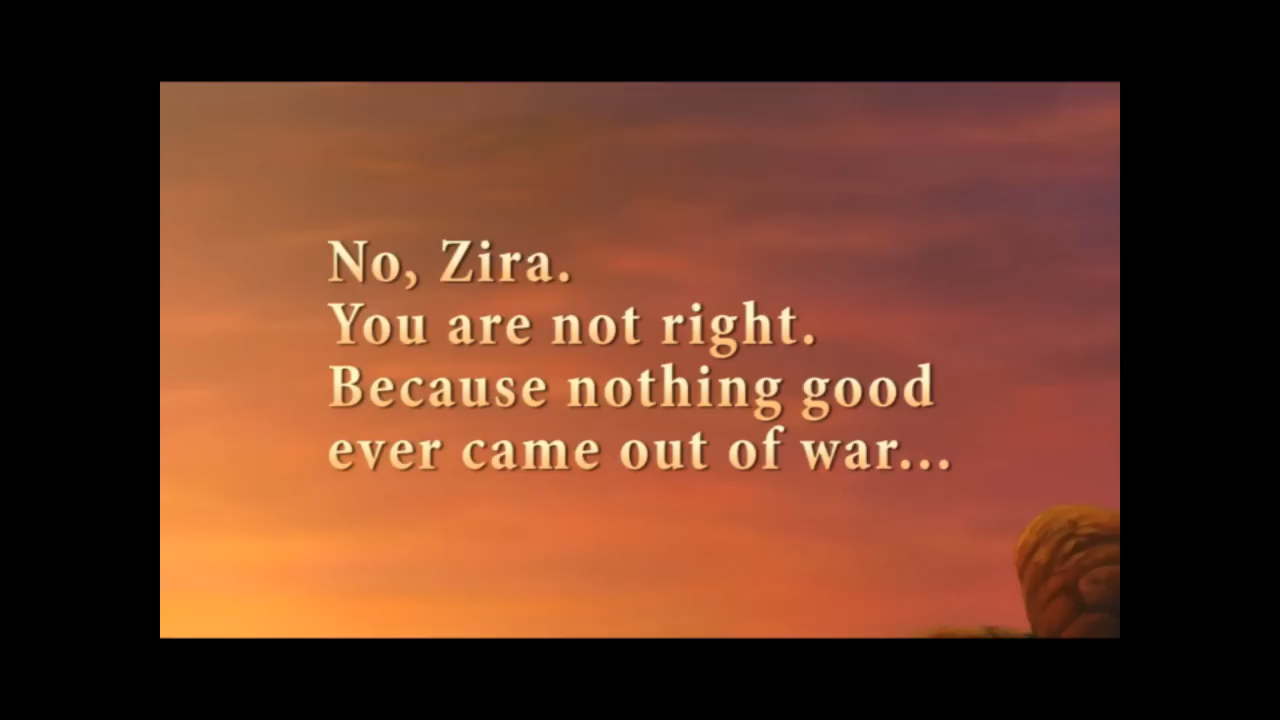 No, Zira.
You are not right.
Because nothing good
ever came out of war...